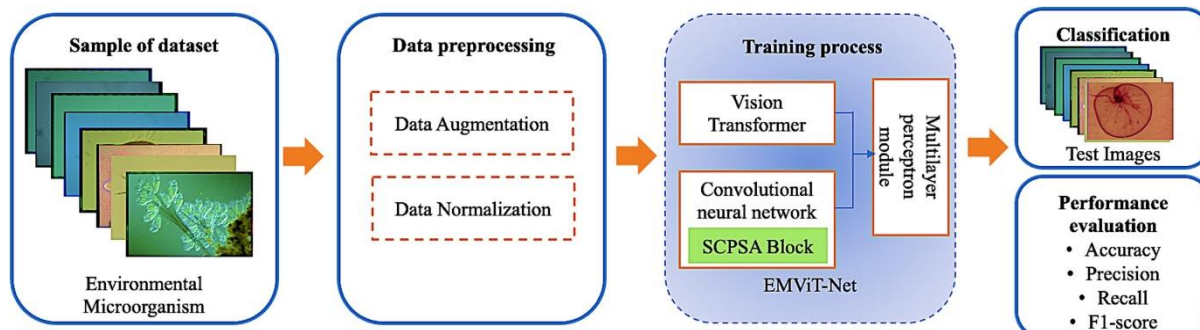 Sample of dataset
Environmental
Microorganism
Data preprocessing
Data Augmentation
Data Normalization
Training process
Vision
Transformer
Convolutional
neural network
SCPSA Block
Multilayer
perceptron
module
EMViT-Net
Classification
Test Images
Performance
evaluation
• Accuracy
• Precision
• Recall
• F1-score